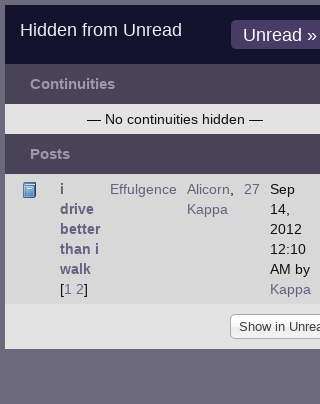 Hidden from Unread
Unread »
Continuities
— No continuities hidden —
Posts
i drive better than i walk [1 2]
Effulgence
Alicorn, Kappa
27
Sep 14, 2012 12:10 AM by Kappa
Show in